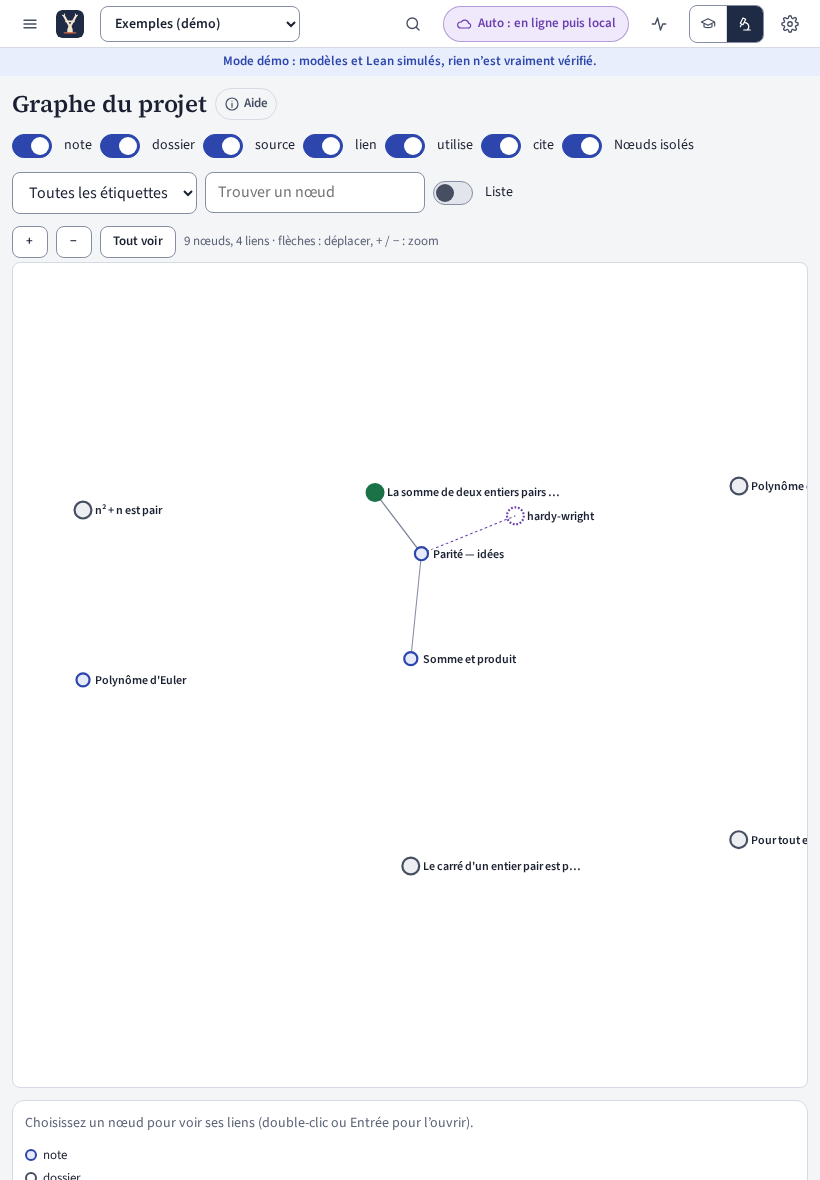 Exemples (démo)
Auto : en ligne puis local
Mode démo : modèles et Lean simulés, rien n’est vraiment vérifié.
Graphe du projet
Aide
note dossier source lien utilise cite Nœuds isolés
Toutes les étiquettes
Trouver un nœud
Liste
+
−
Tout voir
9 nœuds, 4 liens · flèches : déplacer, + / − : zoom
La somme de deux entiers pairs …
Polynôme
n² + n est pair
hardy-wright
Parité — idées
Somme et produit
Polynôme d'Euler
Pour tout
Le carré d'un entier pair est p…
Choisissez un nœud pour voir ses liens (double-clic ou Entrée pour l’ouvrir).
note
dossier